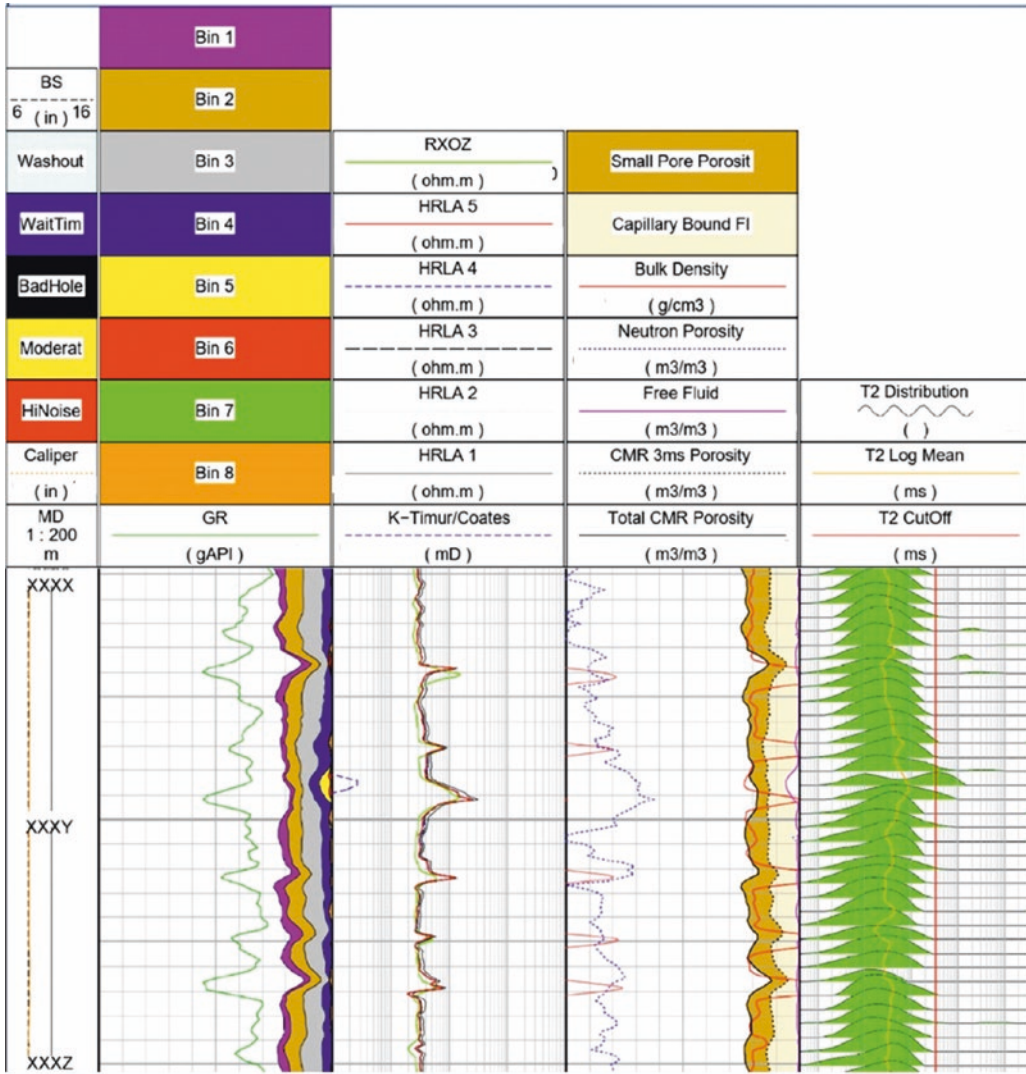 Bin 1
BS
6 (in) 16
Bin 2
Washout
Bin 3
RXOZ
( ohm.m )
Small Pore Porosit
WaitTim
Bin 4
HRLA 5
( ohm.m )
Capillary Bound Fl
BadHole
Bin 5
HRLA 4
( ohm.m )
Bulk Density
( g/cm3 )
Moderat
Bin 6
HRLA 3
( ohm.m )
Neutron Porosity
( m3/m3 )
HiNoise
Bin 7
HRLA 2
( ohm.m )
Free Fluid
( m3/m3 )
T2 Distribution
( )
Caliper
( in )
Bin 8
HRLA 1
( ohm.m )
CMR 3ms Porosity
( m3/m3 )
T2 Log Mean
( ms )
MD
1 : 200
m
GR
( gAPI )
K-Timur/Coates
( mD )
Total CMR Porosity
( m3/m3 )
T2 CutOff
( ms )
XXXX
XXXY
XXXZ